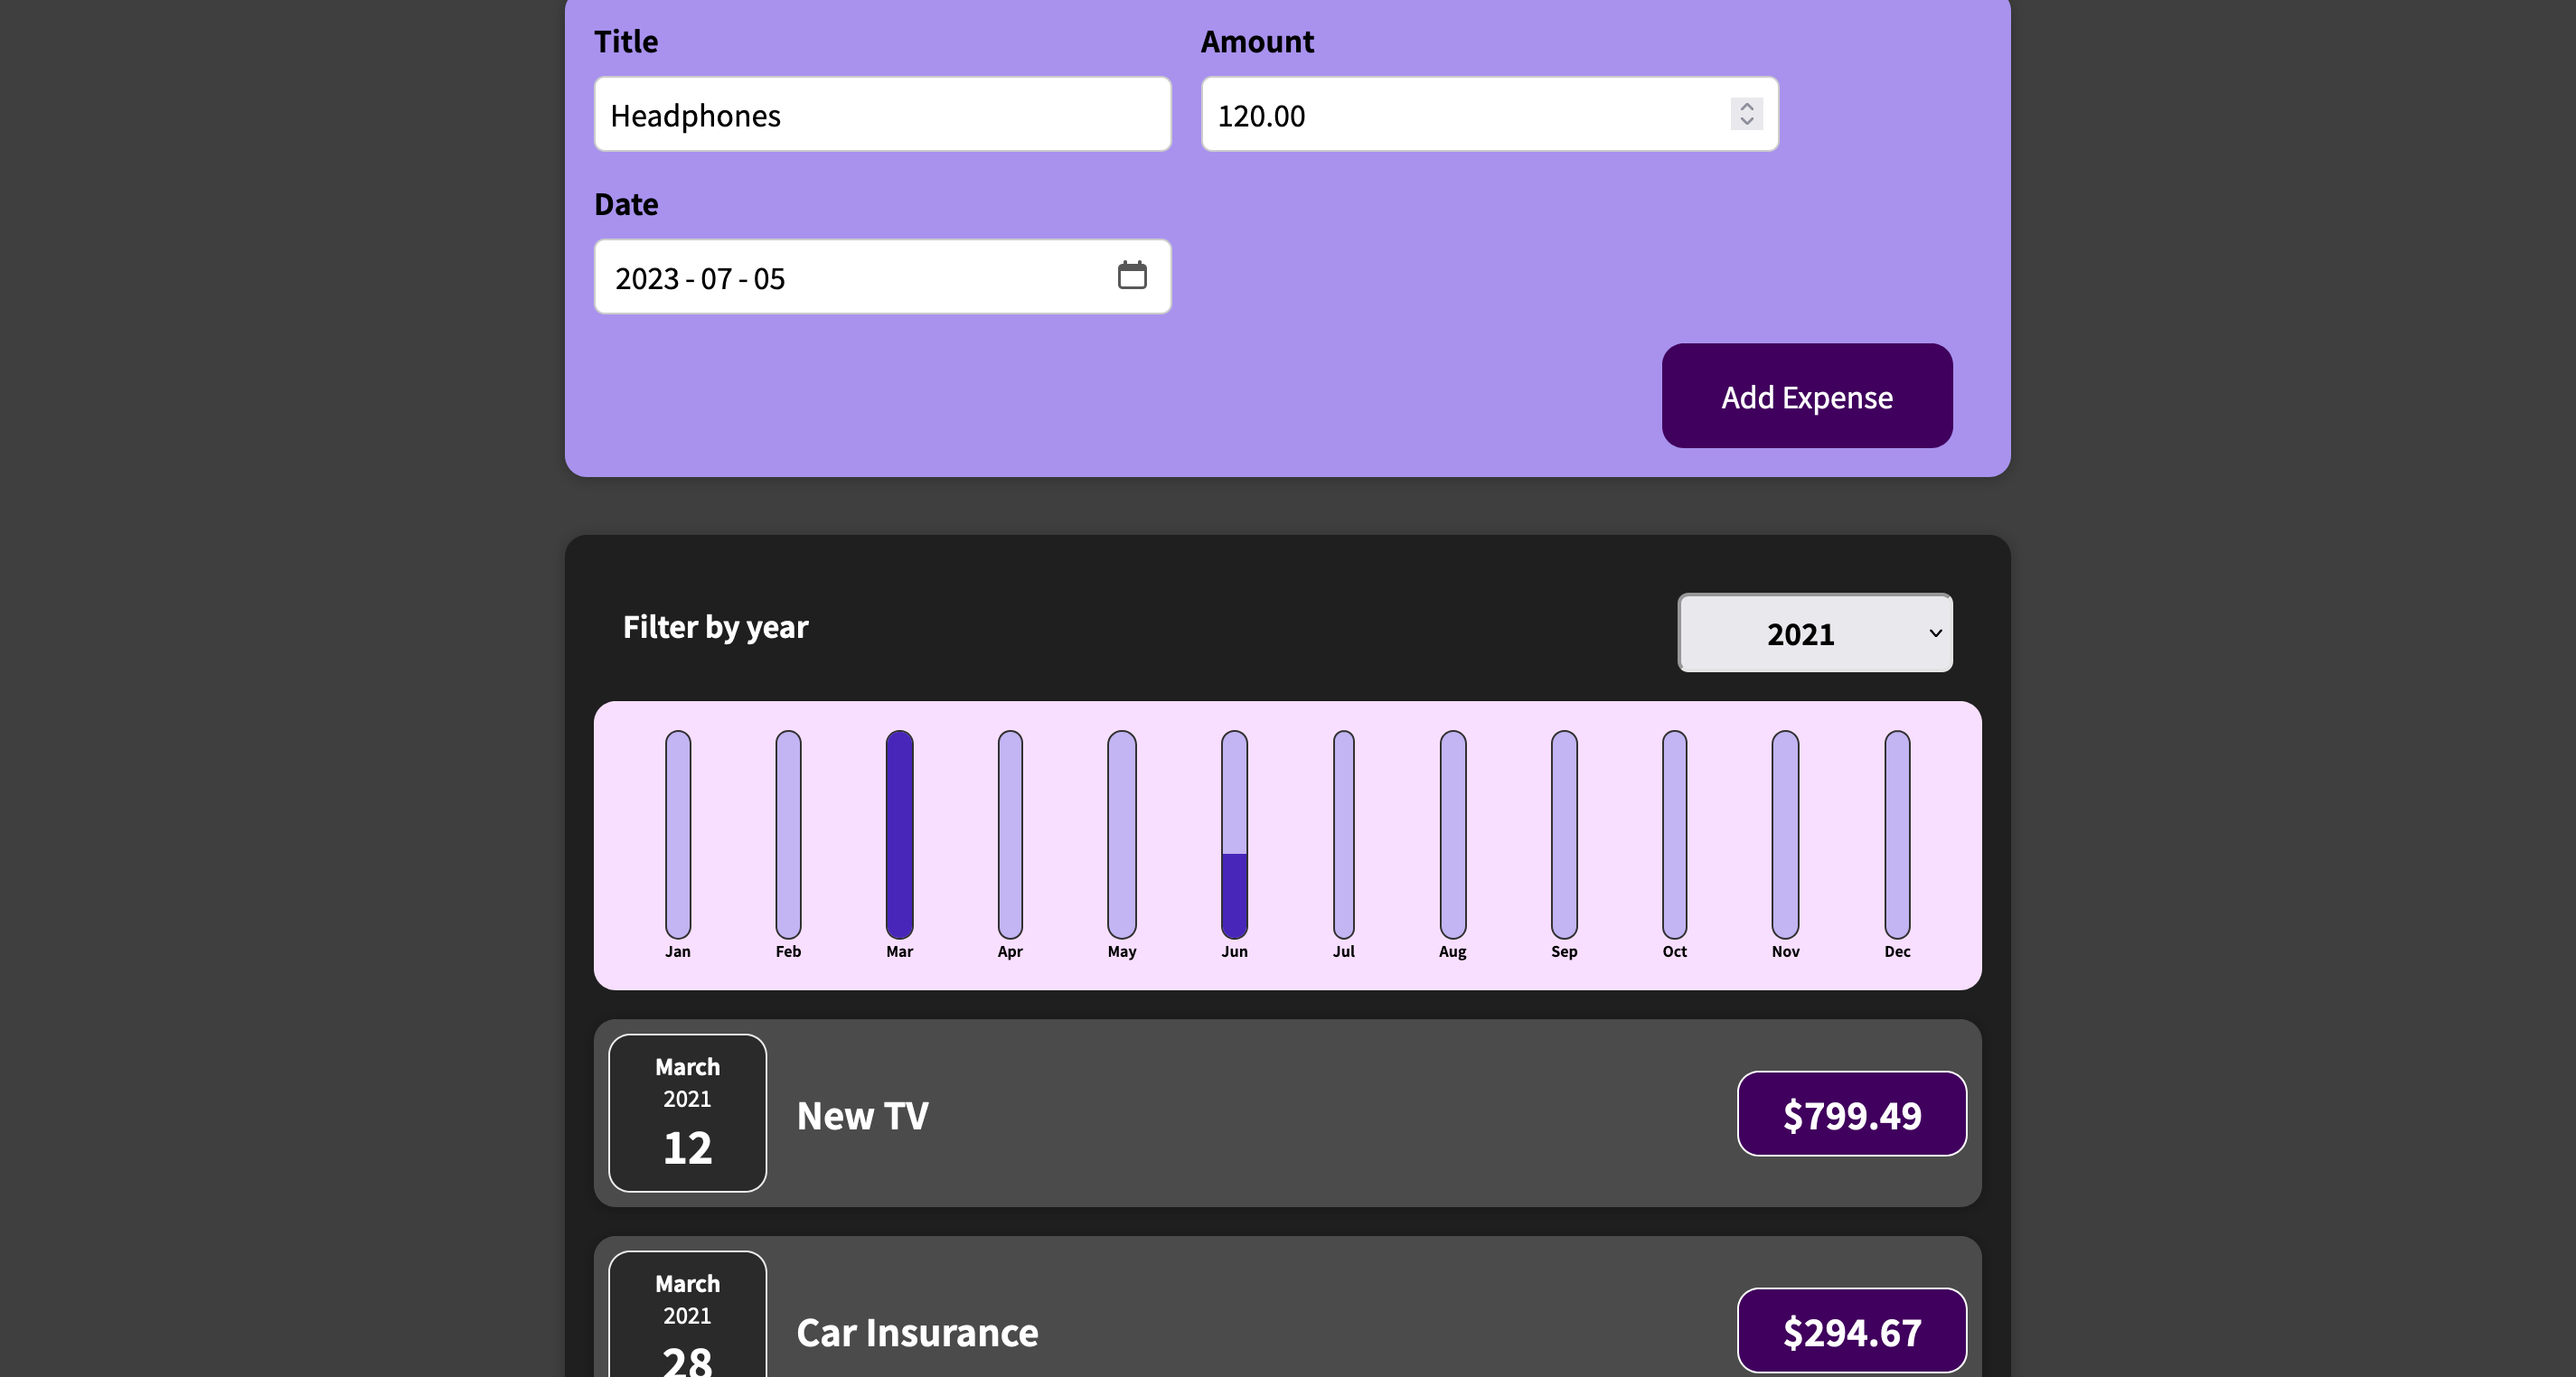 Title
Amount
Headphones
120.00
Date
2023-07-05
Add Expense
Filter by year
2021
Jan Feb Mar Apr May Jun Jul Aug Sep Oct Nov Dec
March
2021
12
New TV
$799.49
March
2021
28
Car Insurance
$294.67